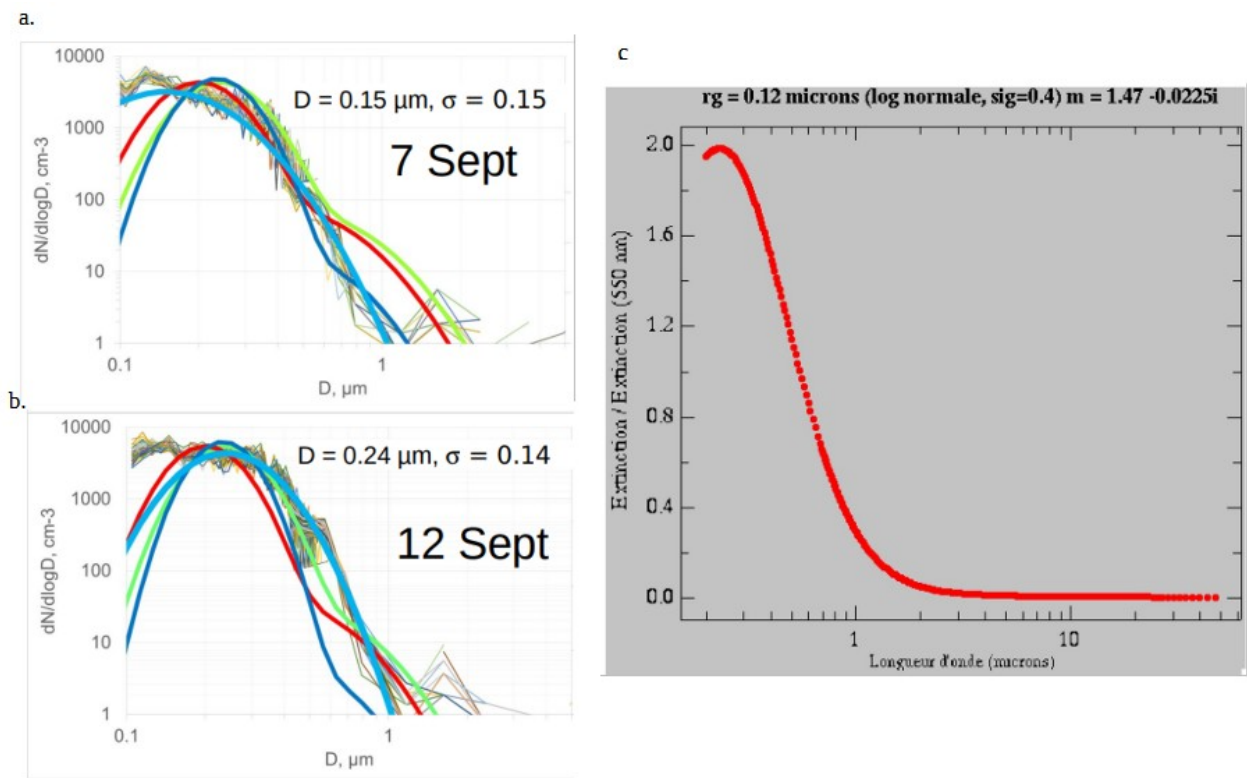 a.
10000
1000
100
10
1
dN/dlogD, cm-3
D = 0.15 µm, σ = 0.15
7 Sept
0.1
1
D, µm
b.
10000
1000
100
10
1
dN/dlogD, cm-3
D = 0.24 µm, σ = 0.14
12 Sept
0.1
1
D, µm
c
rg = 0.12 microns (log normale, sig=0.4) m = 1.47 -0.0225i
2.0
1.6
1.2
0.8
0.4
0.0
Extinction / Extinction (550 nm)
1
10
Longueur d'onde (microns)